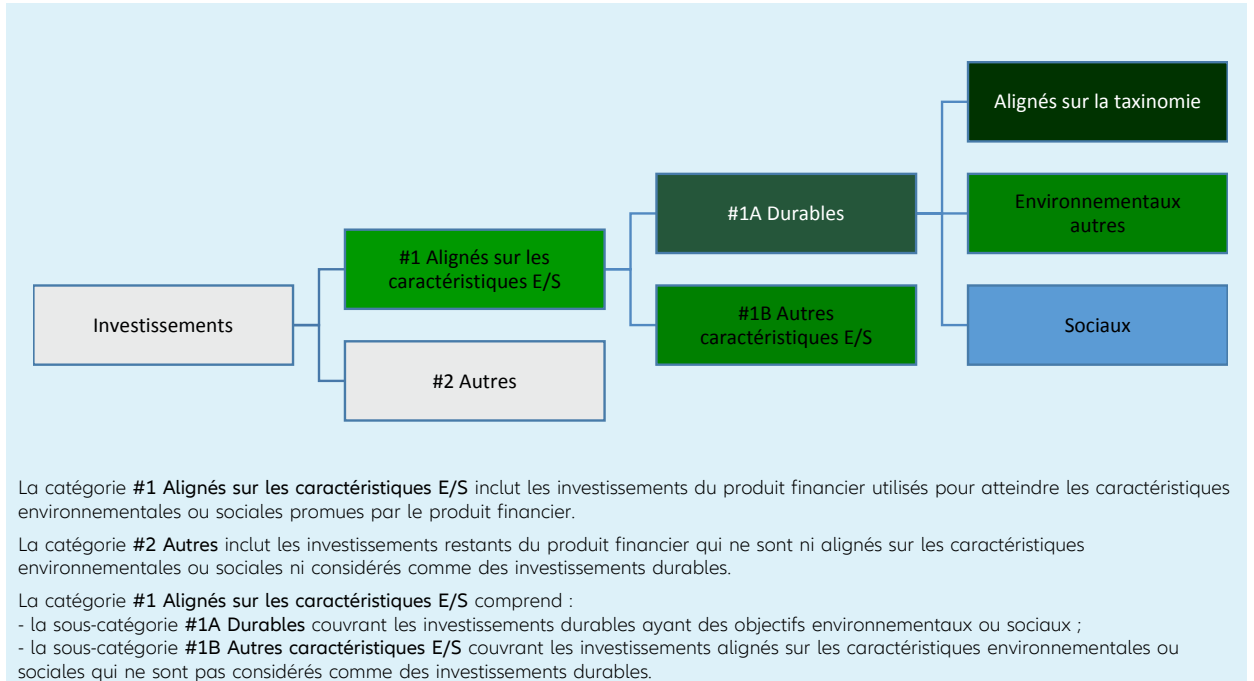 Alignés sur la taxinomie
#1A Durables
Environnementaux
autres
#1 Alignés sur les
caractéristiques E/S
Investissements
#1B Autres
caractéristiques E/S
Sociaux
#2 Autres
La catégorie #1 Alignés sur les caractéristiques E/S inclut les investissements du produit financier utilisés pour atteindre les caractéristiques
environnementales ou sociales promues par le produit financier.
La catégorie #2 Autres inclut les investissements restants du produit financier qui ne sont ni alignés sur les caractéristiques
environnementales ou sociales ni considérés comme des investissements durables.
La catégorie #1 Alignés sur les caractéristiques E/S comprend :
- la sous-catégorie #1A Durables couvrant les investissements durables ayant des objectifs environnementaux ou sociaux ;
- la sous-catégorie #1B Autres caractéristiques E/S couvrant les investissements alignés sur les caractéristiques environnementales ou
sociales qui ne sont pas considérés comme des investissements durables.